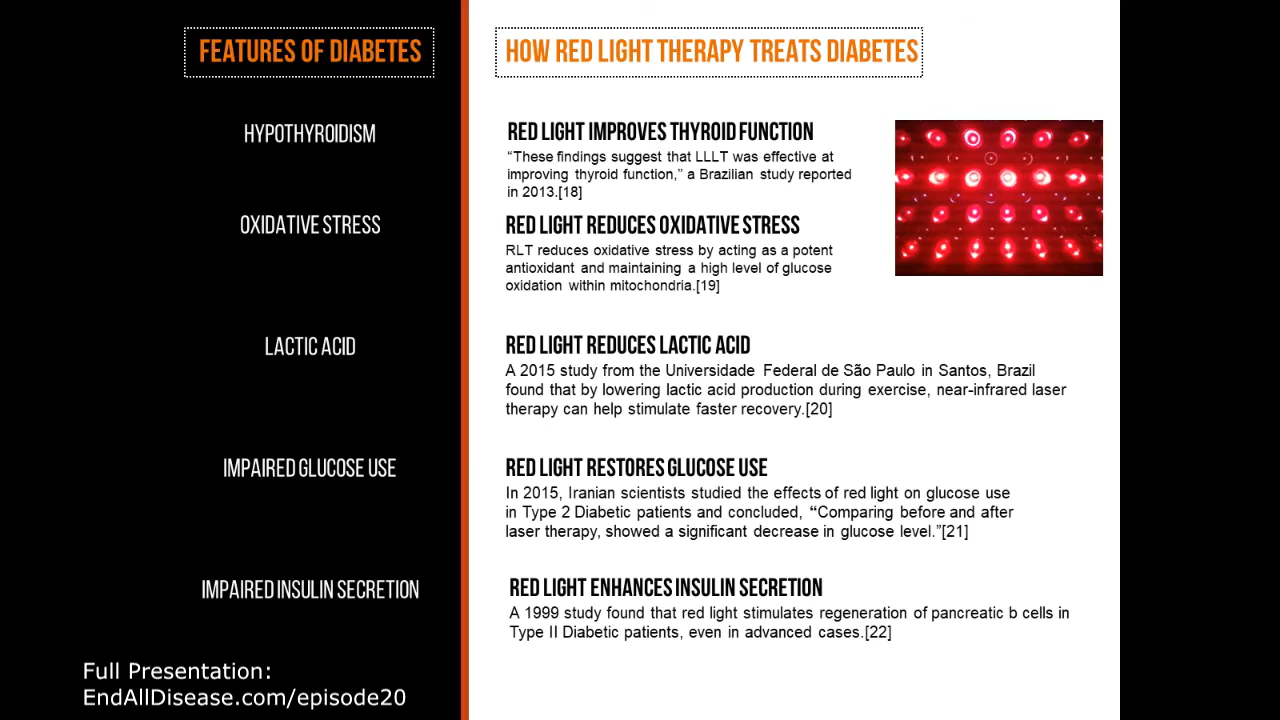 FEATURES OF DIABETES
HOW RED LIGHT THERAPY TREATS DIABETES
HYPOTHYROIDISM
RED LIGHT IMPROVES THYROID FUNCTION
“These findings suggest that LLLT was effective at
improving thyroid function,” a Brazilian study reported
in 2013.[18]
OXIDATIVE STRESS
RED LIGHT REDUCES OXIDATIVE STRESS
RLT reduces oxidative stress by acting as a potent
antioxidant and maintaining a high level of glucose
oxidation within mitochondria.[19]
LACTIC ACID
RED LIGHT REDUCES LACTIC ACID
A 2015 study from the Universidade Federal de São Paulo in Santos, Brazil
found that by lowering lactic acid production during exercise, near-infrared laser
therapy can help stimulate faster recovery.[20]
IMPAIRED GLUCOSE USE
RED LIGHT RESTORES GLUCOSE USE
In 2015, Iranian scientists studied the effects of red light on glucose use
in Type 2 Diabetic patients and concluded, “Comparing before and after
laser therapy, showed a significant decrease in glucose level.”[21]
IMPAIRED INSULIN SECRETION
RED LIGHT ENHANCES INSULIN SECRETION
A 1999 study found that red light stimulates regeneration of pancreatic b cells in
Type II Diabetic patients, even in advanced cases.[22]
Full Presentation:
EndAllDisease.com/episode20